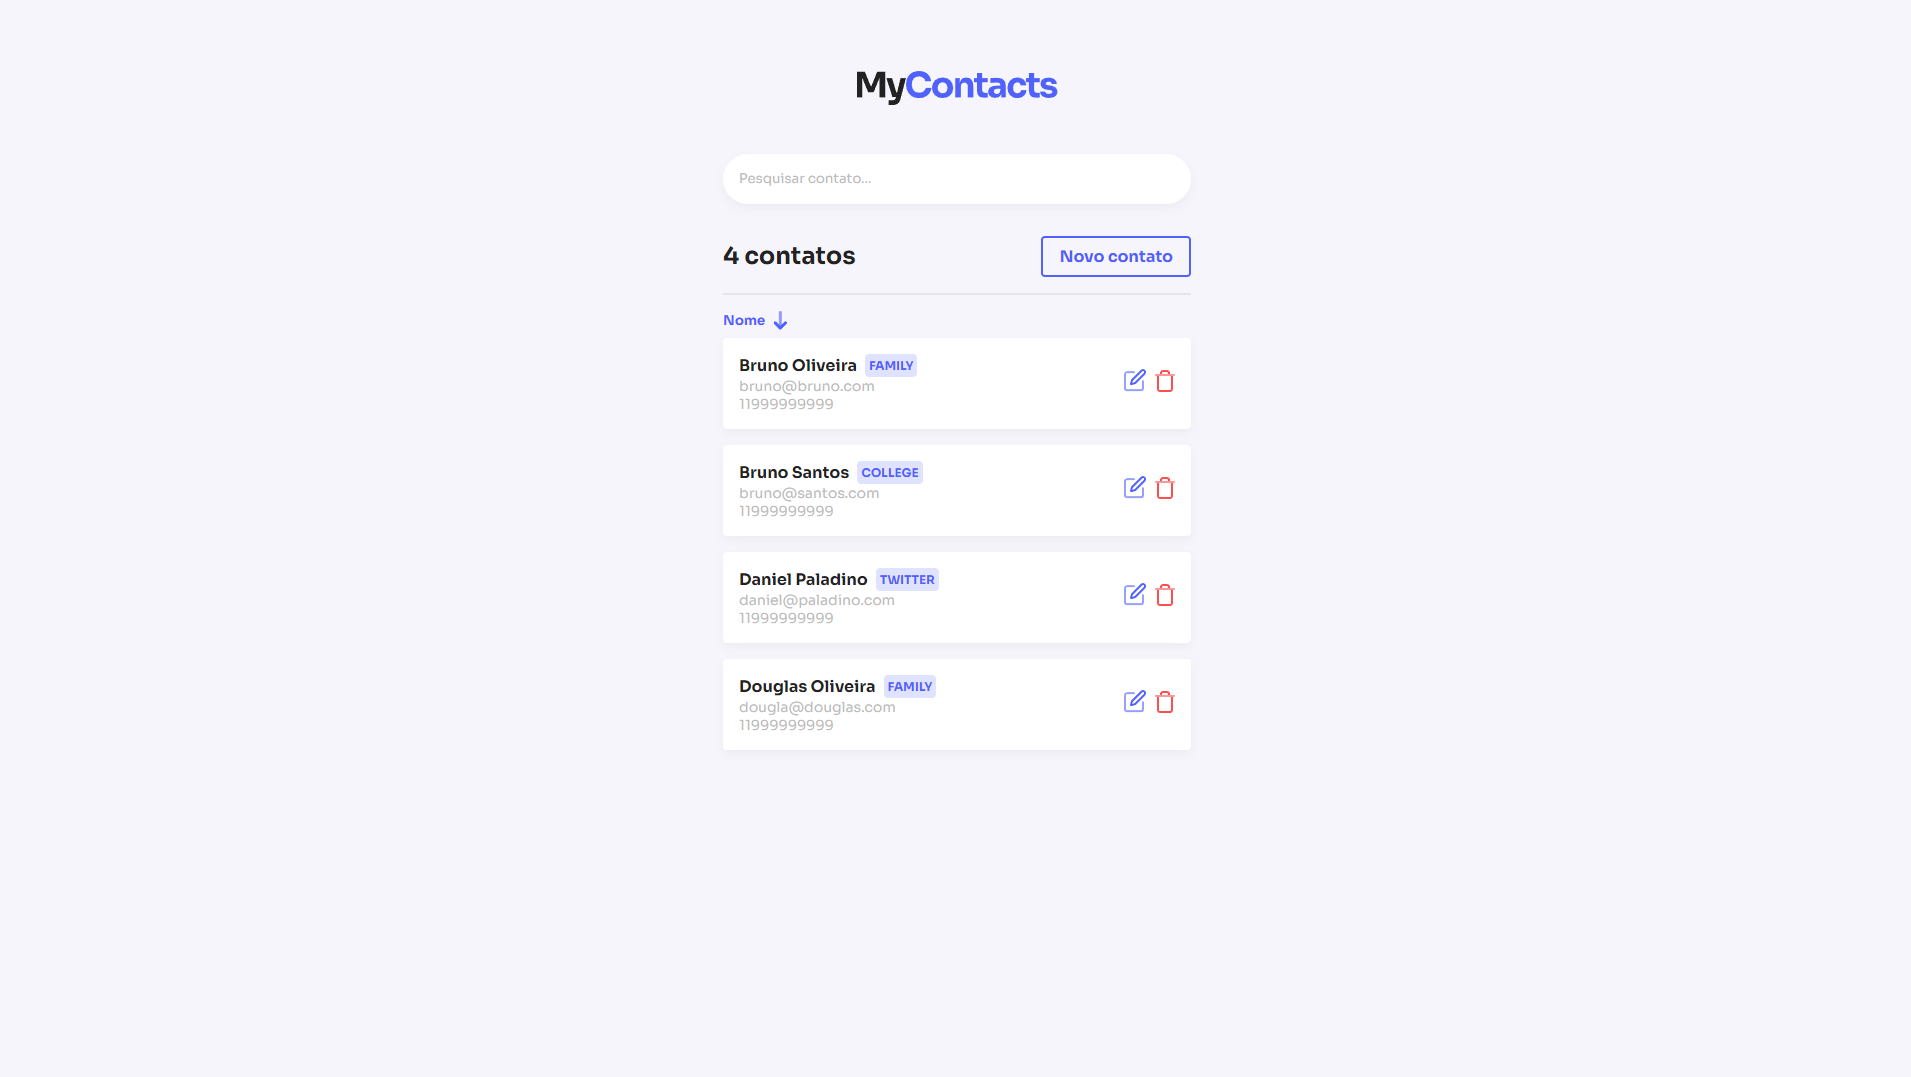 MyContacts
Pesquisar contato...
4 contatos
Novo contato
Nome
Bruno Oliveira FAMILY
bruno@bruno.com
11999999999
Bruno Santos COLLEGE
bruno@santos.com
11999999999
Daniel Paladino TWITTER
daniel@paladino.com
11999999999
Douglas Oliveira FAMILY
dougla@douglas.com
11999999999